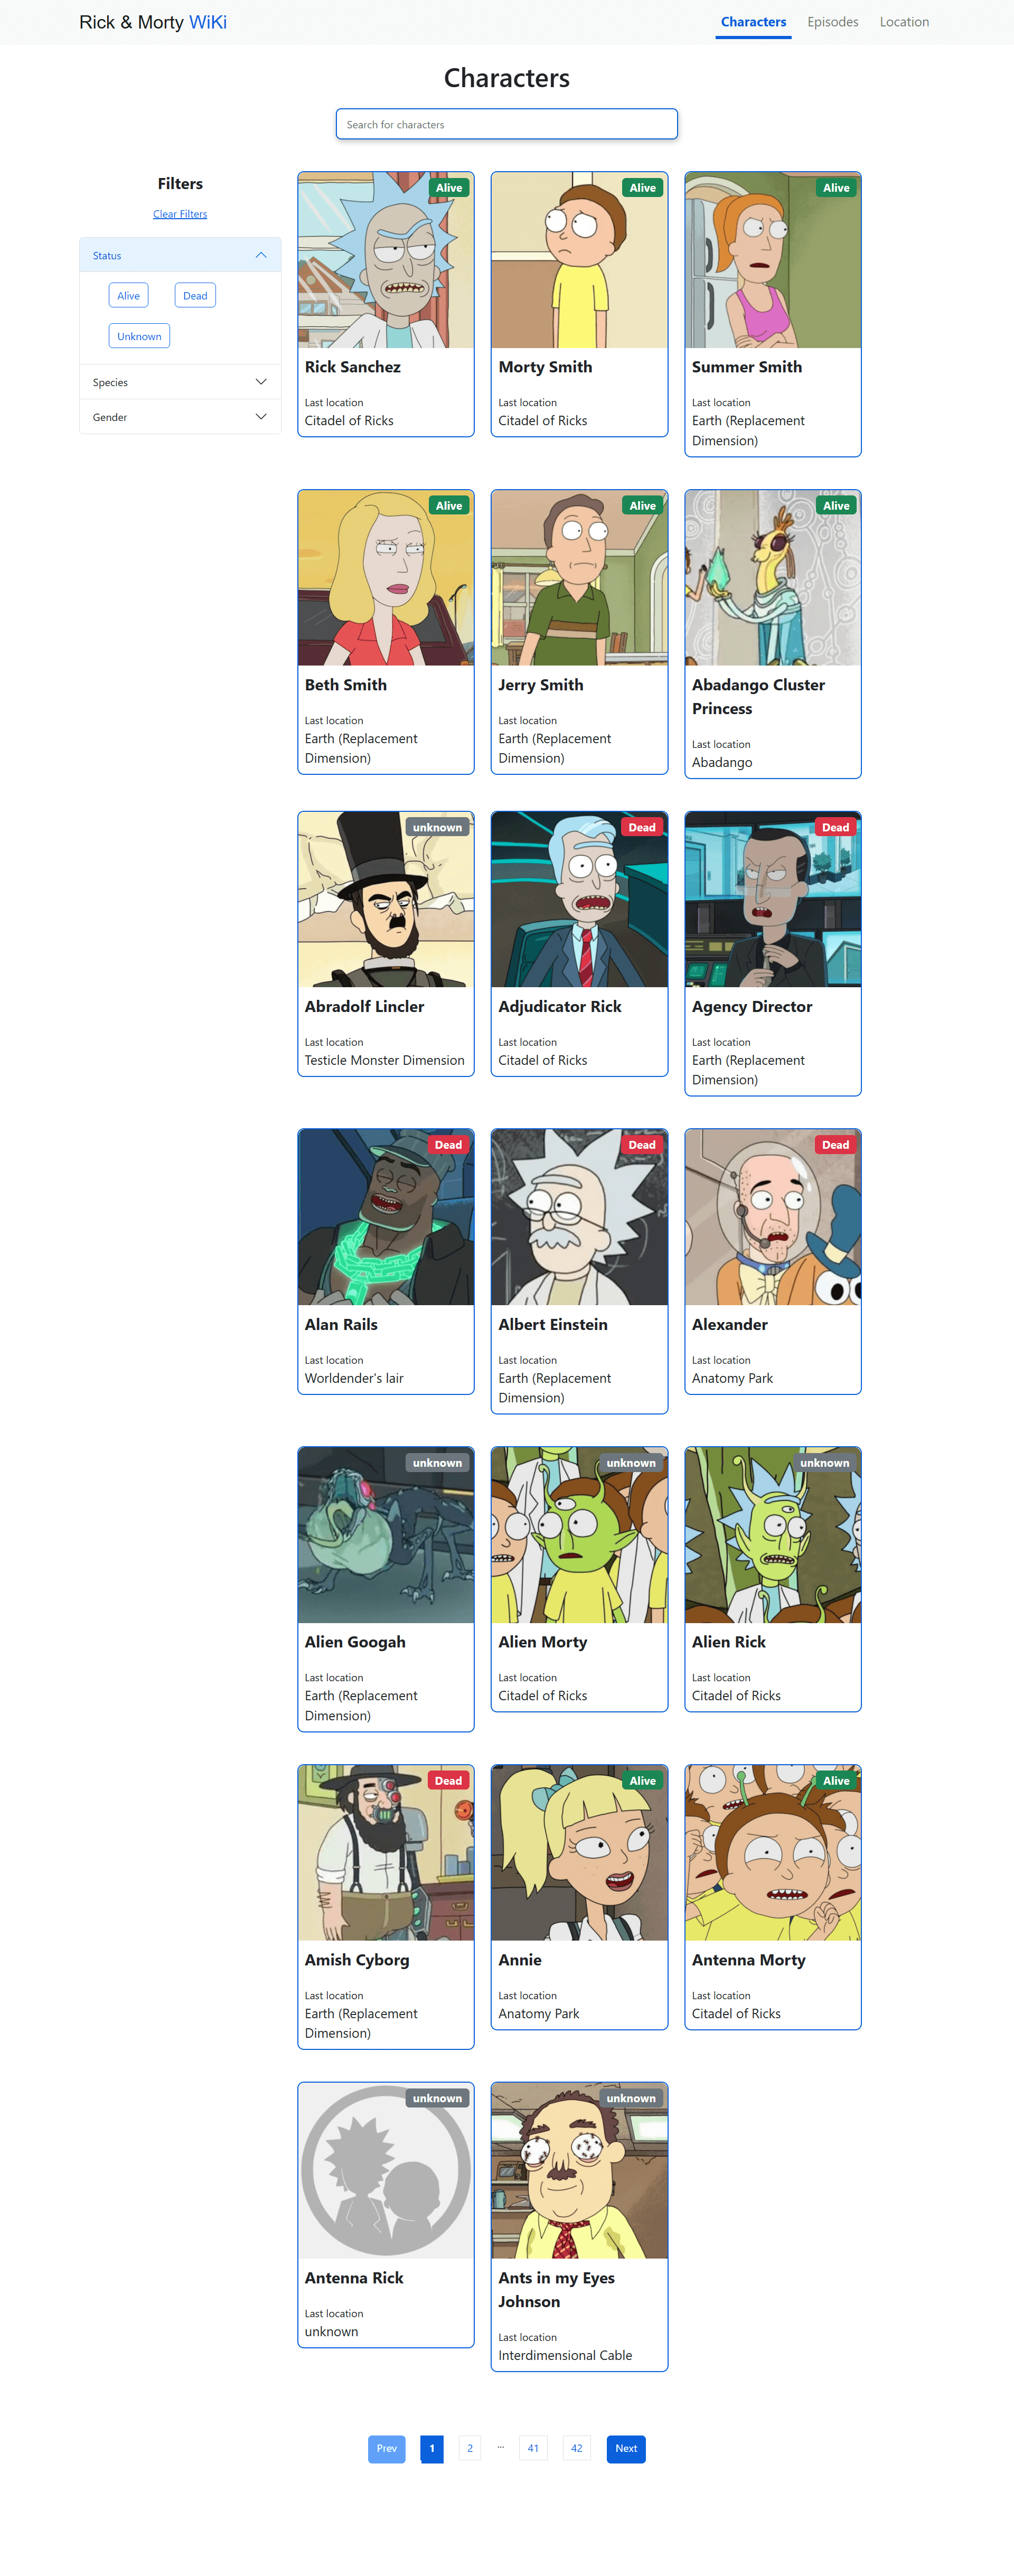 Rick & Morty WiKi
Characters Episodes Location
Characters
Search for characters
Filters
Clear Filters
Status
Alive Dead
Unknown
Species
Gender
Alive
Rick Sanchez
Last location
Citadel of Ricks
Alive
Morty Smith
Last location
Citadel of Ricks
Alive
Summer Smith
Last location
Earth (Replacement
Dimension)
Alive
Beth Smith
Last location
Earth (Replacement
Dimension)
Alive
Jerry Smith
Last location
Earth (Replacement
Dimension)
Alive
Abadango Cluster
Princess
Last location
Abadango
unknown
Abradolf Lincler
Last location
Testicle Monster Dimension
Dead
Adjudicator Rick
Last location
Citadel of Ricks
Dead
Agency Director
Last location
Earth (Replacement
Dimension)
Dead
Alan Rails
Last location
Worldender's lair
Dead
Albert Einstein
Last location
Earth (Replacement
Dimension)
Dead
Alexander
Last location
Anatomy Park
unknown
Alien Googah
Last location
Earth (Replacement
Dimension)
unknown
Alien Morty
Last location
Citadel of Ricks
unknown
Alien Rick
Last location
Citadel of Ricks
Dead
Amish Cyborg
Last location
Earth (Replacement
Dimension)
Alive
Annie
Last location
Anatomy Park
Alive
Antenna Morty
Last location
Citadel of Ricks
unknown
Antenna Rick
Last location
unknown
unknown
Ants in my Eyes
Johnson
Last location
Interdimensional Cable
Prev 1 2 ... 41 42 Next